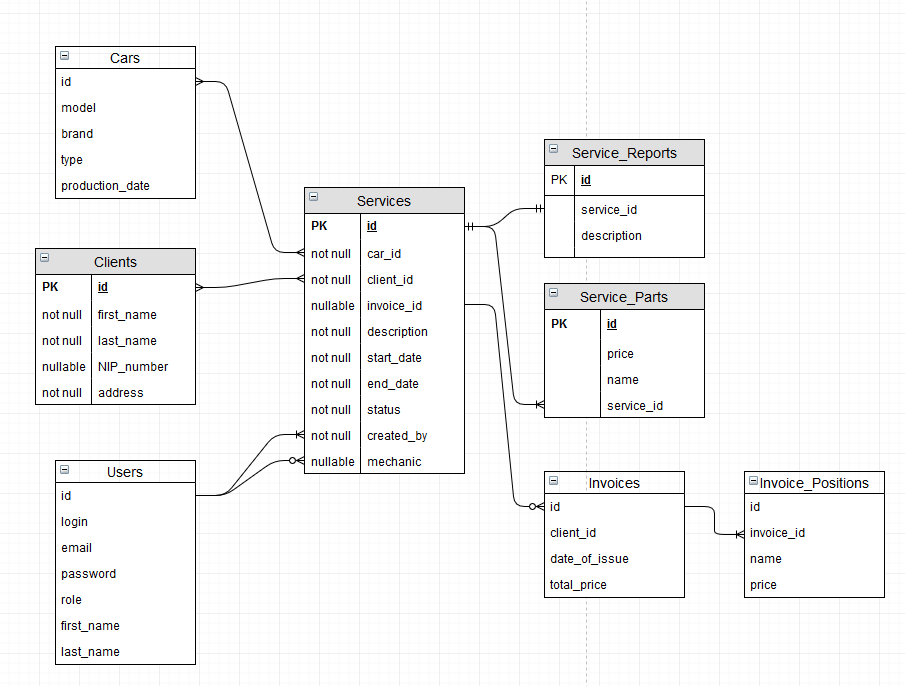 Cars
id
model
brand
type
production_date
Clients
PK id
not null first_name
not null last_name
nullable NIP_number
not null address
Users
id
login
email
password
role
first_name
last_name
Services
PK id
not null car_id
not null client_id
nullable invoice_id
not null description
not null start_date
not null end_date
not null status
not null created_by
nullable mechanic
Service_Reports
PK id
service_id
description
Service_Parts
PK id
price
name
service_id
Invoices
id
client_id
date_of_issue
total_price
Invoice_Positions
id
invoice_id
name
price